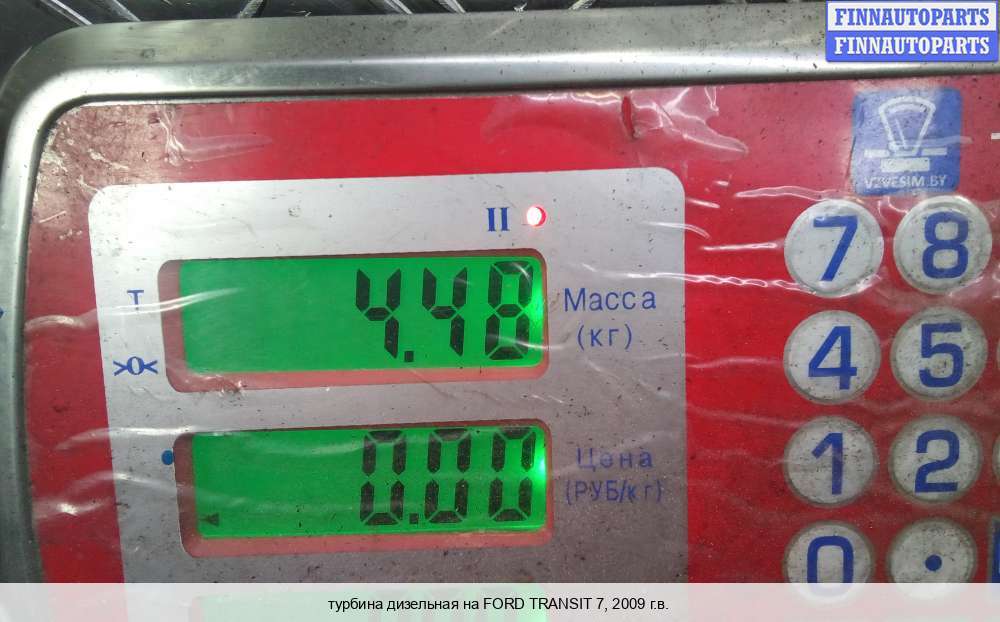 FINNAUTOPARTS
FINNAUTOPARTS
VZVESIM.BY
II
T
4.48
Масса
(кг)
>0<
0.00
Цена
(РУБ/кг)
7 8
4 5
1 2
0 .
турбина дизельная на FORD TRANSIT 7, 2009 г.в.